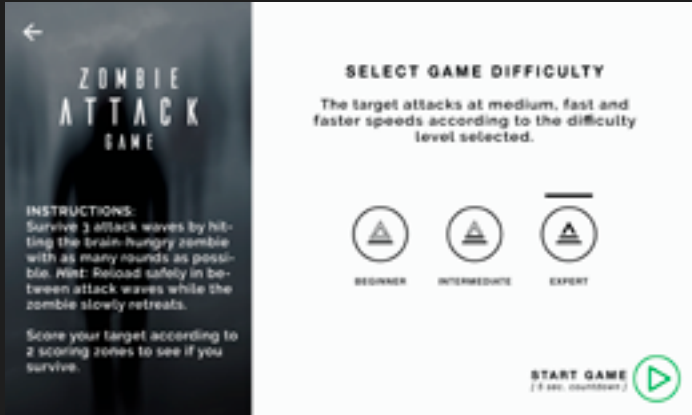 ZOMBIE
ATTACK
GAME
INSTRUCTIONS:
Survive 3 attack waves by hit-
ting the brain-hungry zombie
with as many rounds as possi-
ble. Hint: Reload safely in be-
tween attack waves while the
zombie slowly retreats.
Score your target according to
2 scoring zones to see if you
survive.
SELECT GAME DIFFICULTY
The target attacks at medium, fast and
faster speeds according to the difficulty
level selected.
BEGINNER
INTERMEDIATE
EXPERT
START GAME
[ 5 sec. countdown ]